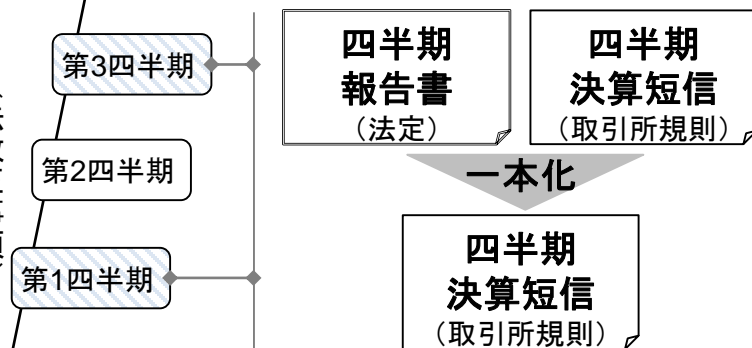 第3四半期
第2四半期
第1四半期
四半期
報告書
（法定）
四半期
決算短信
（取引所規則）
一本化
四半期
決算短信
（取引所規則）